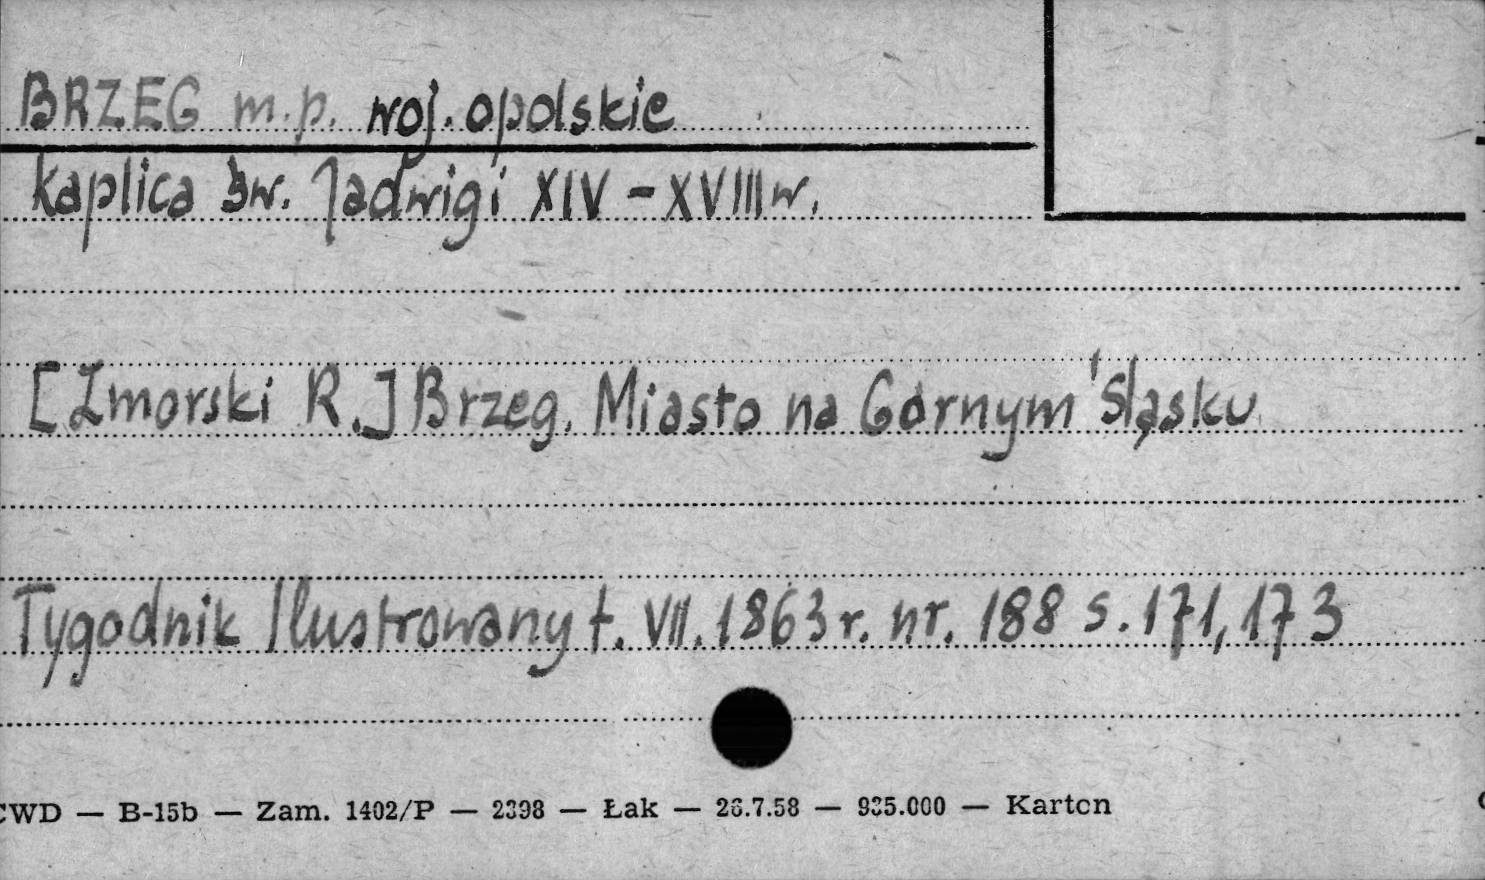 BRZEG m.p. woj. opolskie
kaplica św. Jadwigi XIV - XVIII w.
[Zmorski R.] Brzeg. Miasto na Górnym Śląsku
Tygodnik Ilustrowany t. VII. 1863 r. nr. 188 s. 171, 173
CWD — B-15b — Zam. 1402/P — 2398 — Łak — 26.7.58 — 935.000 — Karton